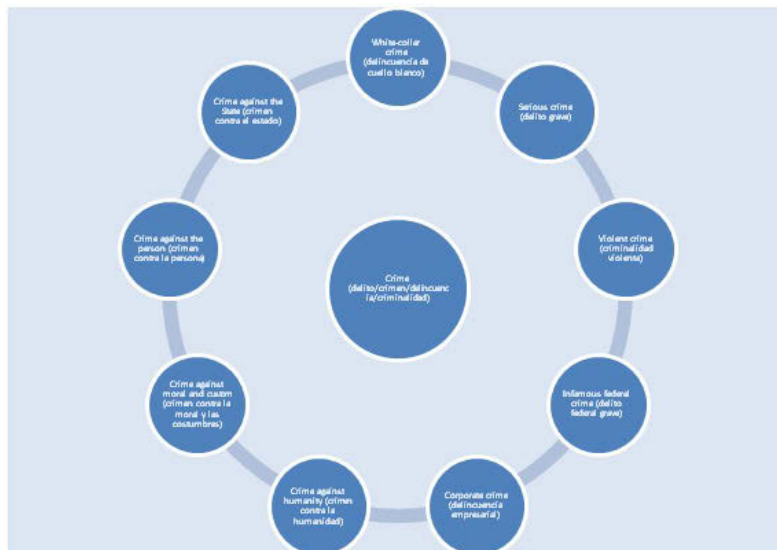 White-collar
crime
(delincuencia de
cuello blanco)
Serious crime
(delito grave)
Violent crime
(criminalidad
violenta)
Infamous federal
crime (delito
federal grave)
Corporate crime
(delincuencia
empresarial)
Crime against
humanity (crimen
contra la
humanidad)
Crime against
moral and custom
(crimen contra la
moral y las
costumbres)
Crime against the
person (crimen
contra la persona)
Crime against the
State (crimen
contra el estado)
Crime
(delito/crimen/delincuenc
ia/criminalidad)